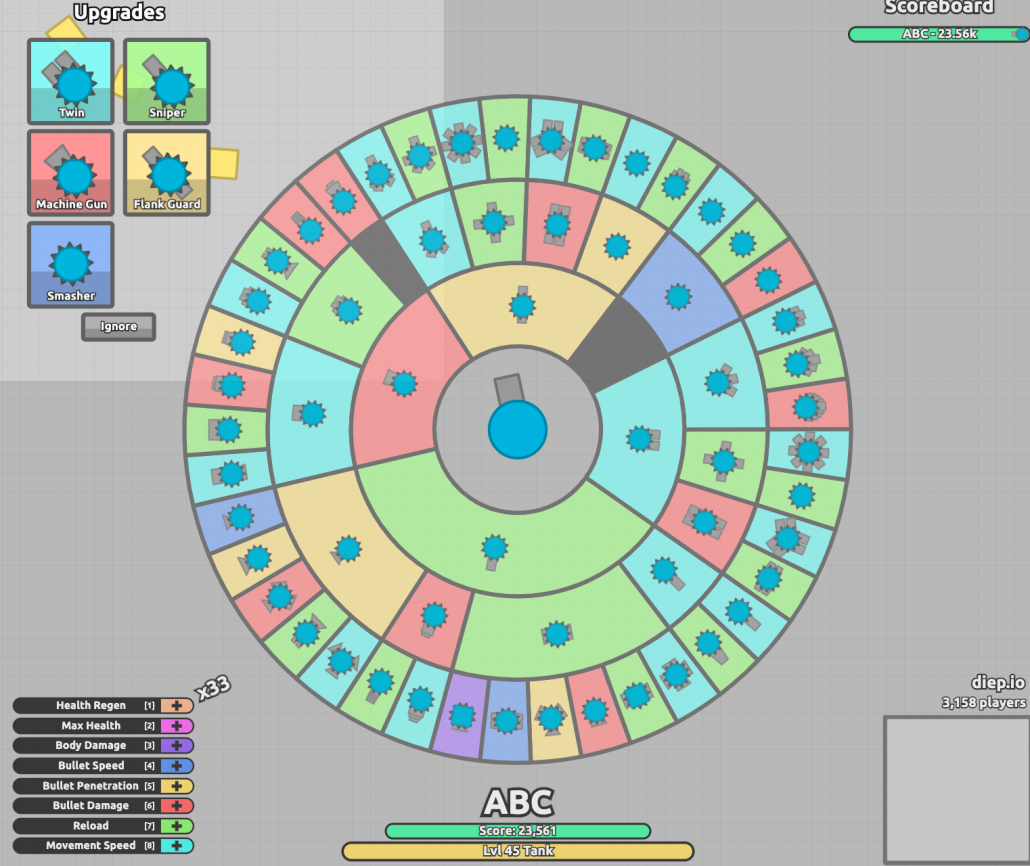 Upgrades
Scoreboard
ABC - 23.56k
Twin
Sniper
Machine Gun
Flank Guard
Smasher
Ignore
x33
Health Regen [1]
Max Health [2]
Body Damage [3]
Bullet Speed [4]
Bullet Penetration [5]
Bullet Damage [6]
Reload [7]
Movement Speed [8]
diep.io
3,158 players
ABC
Score: 23,561
Lvl 45 Tank